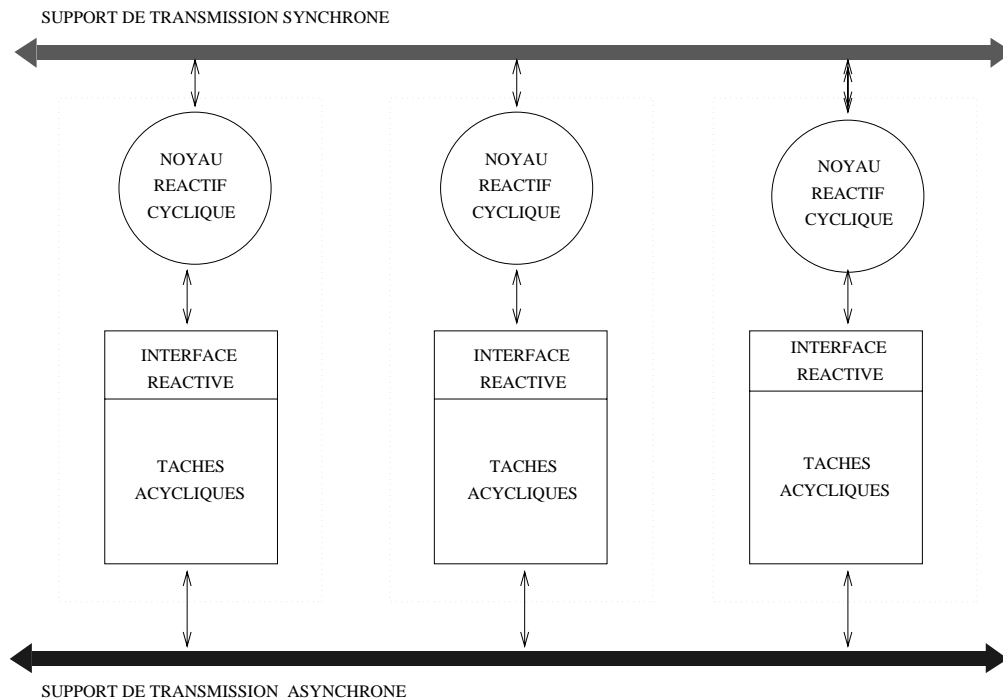 SUPPORT DE TRANSMISSION SYNCHRONE
NOYAU
REACTIF
CYCLIQUE
NOYAU
REACTIF
CYCLIQUE
NOYAU
REACTIF
CYCLIQUE
INTERFACE
REACTIVE
INTERFACE
REACTIVE
INTERFACE
REACTIVE
TACHES
ACYCLIQUES
TACHES
ACYCLIQUES
TACHES
ACYCLIQUES
SUPPORT DE TRANSMISSION ASYNCHRONE